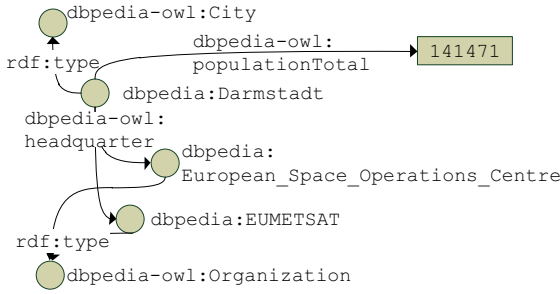 dbpedia-owl:City
dbpedia-owl:
populationTotal
141471
rdf:type
dbpedia:Darmstadt
dbpedia-owl:
headquarter
dbpedia:
European_Space_Operations_Centre
dbpedia:EUMETSAT
rdf:type
dbpedia-owl:Organization